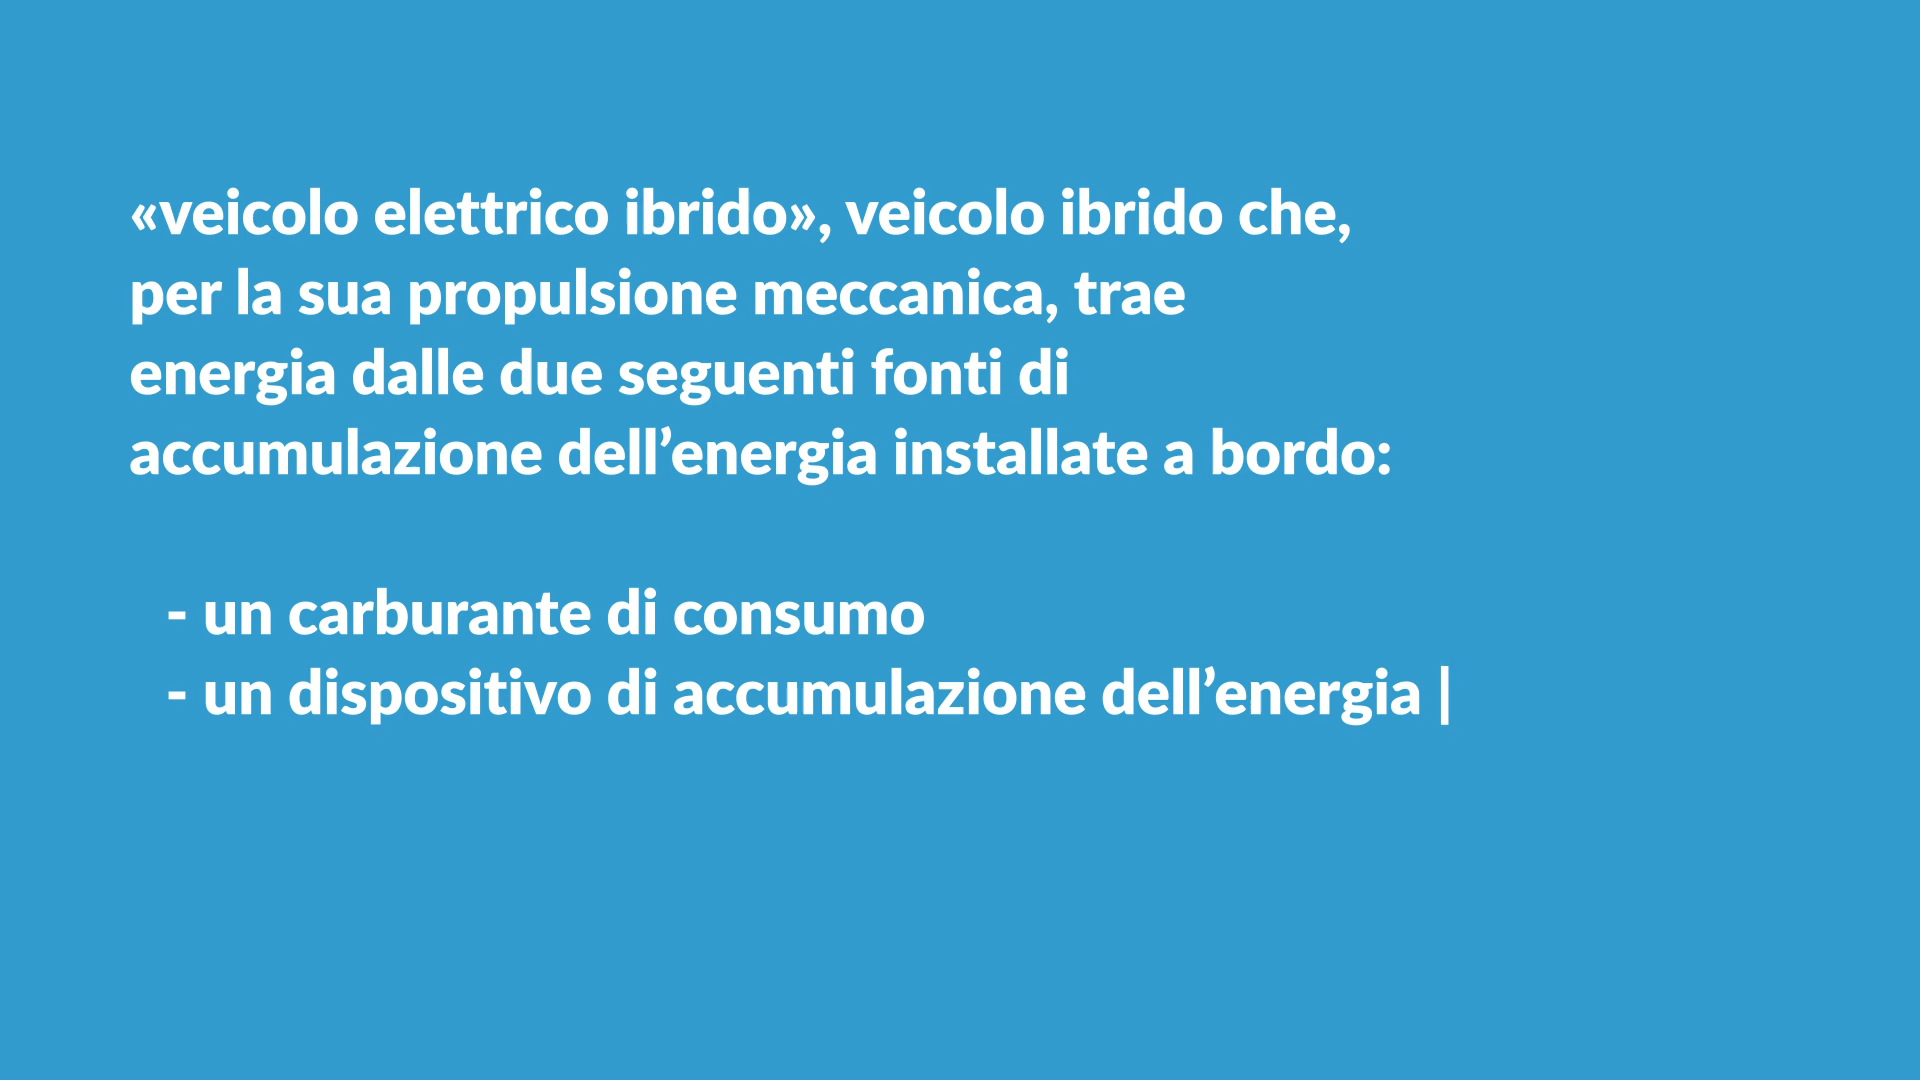 «veicolo elettrico ibrido», veicolo ibrido che,
per la sua propulsione meccanica, trae
energia dalle due seguenti fonti di
accumulazione dell’energia installate a bordo:
- un carburante di consumo
- un dispositivo di accumulazione dell’energia |